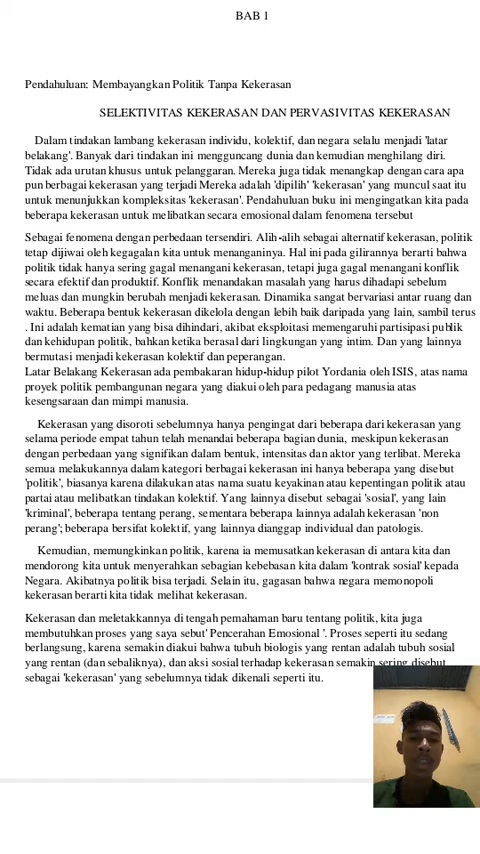 BAB 1
Pendahuluan: Membayangkan Politik Tanpa Kekerasan
SELEKTIVITAS KEKERASAN DAN PERVASIVITAS KEKERASAN
Dalam tindakan lambang kekerasan individu, kolektif, dan negara selalu menjadi 'latar
belakang'. Banyak dari tindakan ini mengguncang dunia dan kemudian menghilang diri.
Tidak ada urutan khusus untuk pelanggaran. Mereka juga tidak menangkap dengan cara apa
pun berbagai kekerasan yang terjadi Mereka adalah 'dipilih' 'kekerasan' yang muncul saat itu
untuk menunjukkan kompleksitas 'kekerasan'. Pendahuluan buku ini mengingatkan kita pada
beberapa kekerasan untuk melibatkan secara emosional dalam fenomena tersebut
Sebagai fenomena dengan perbedaan tersendiri. Alih-alih sebagai alternatif kekerasan, politik
tetap dijiwai oleh kegagalan kita untuk menanganinya. Hal ini pada gilirannya berarti bahwa
politik tidak hanya sering gagal menangani kekerasan, tetapi juga gagal menangani konflik
secara efektif dan produktif. Konflik menandakan masalah yang harus dihadapi sebelum
meluas dan mungkin berubah menjadi kekerasan. Dinamika sangat bervariasi antar ruang dan
waktu. Beberapa bentuk kekerasan dikelola dengan lebih baik daripada yang lain, sambil terus
. Ini adalah kematian yang bisa dihindari, akibat eksploitasi memengaruhi partisipasi publik
dan kehidupan politik, bahkan ketika berasal dari lingkungan yang intim. Dan yang lainnya
bermutasi menjadi kekerasan kolektif dan peperangan.
Latar Belakang Kekerasan ada pembakaran hidup-hidup pilot Yordania oleh ISIS, atas nama
proyek politik pembangunan negara yang diakui oleh para pedagang manusia atas
kesengsaraan dan mimpi manusia.
Kekerasan yang disoroti sebelumnya hanya pengingat dari beberapa dari kekerasan yang
selama periode empat tahun telah menandai beberapa bagian dunia, meskipun kekerasan
dengan perbedaan yang signifikan dalam bentuk, intensitas dan aktor yang terlibat. Mereka
semua melakukannya dalam kategori berbagai kekerasan ini hanya beberapa yang disebut
'politik', biasanya karena dilakukan atas nama suatu keyakinan atau kepentingan politik atau
partai atau melibatkan tindakan kolektif. Yang lainnya disebut sebagai 'sosial', yang lain
'kriminal', beberapa tentang perang, sementara beberapa lainnya adalah kekerasan 'non
perang'; beberapa bersifat kolektif, yang lainnya dianggap individual dan patologis.
Kemudian, memungkinkan politik, karena ia memusatkan kekerasan di antara kita dan
mendorong kita untuk menyerahkan sebagian kebebasan kita dalam 'kontrak sosial' kepada
Negara. Akibatnya politik bisa terjadi. Selain itu, gagasan bahwa negara memonopoli
kekerasan berarti kita tidak melihat kekerasan.
Kekerasan dan meletakkannya di tengah pemahaman baru tentang politik, kita juga
membutuhkan proses yang saya sebut' Pencerahan Emosional '. Proses seperti itu sedang
berlangsung, karena semakin diakui bahwa tubuh biologis yang rentan adalah tubuh sosial
yang rentan (dan sebaliknya), dan aksi sosial terhadap kekerasan semakin sering disebut
sebagai 'kekerasan' yang sebelumnya tidak dikenali seperti itu.